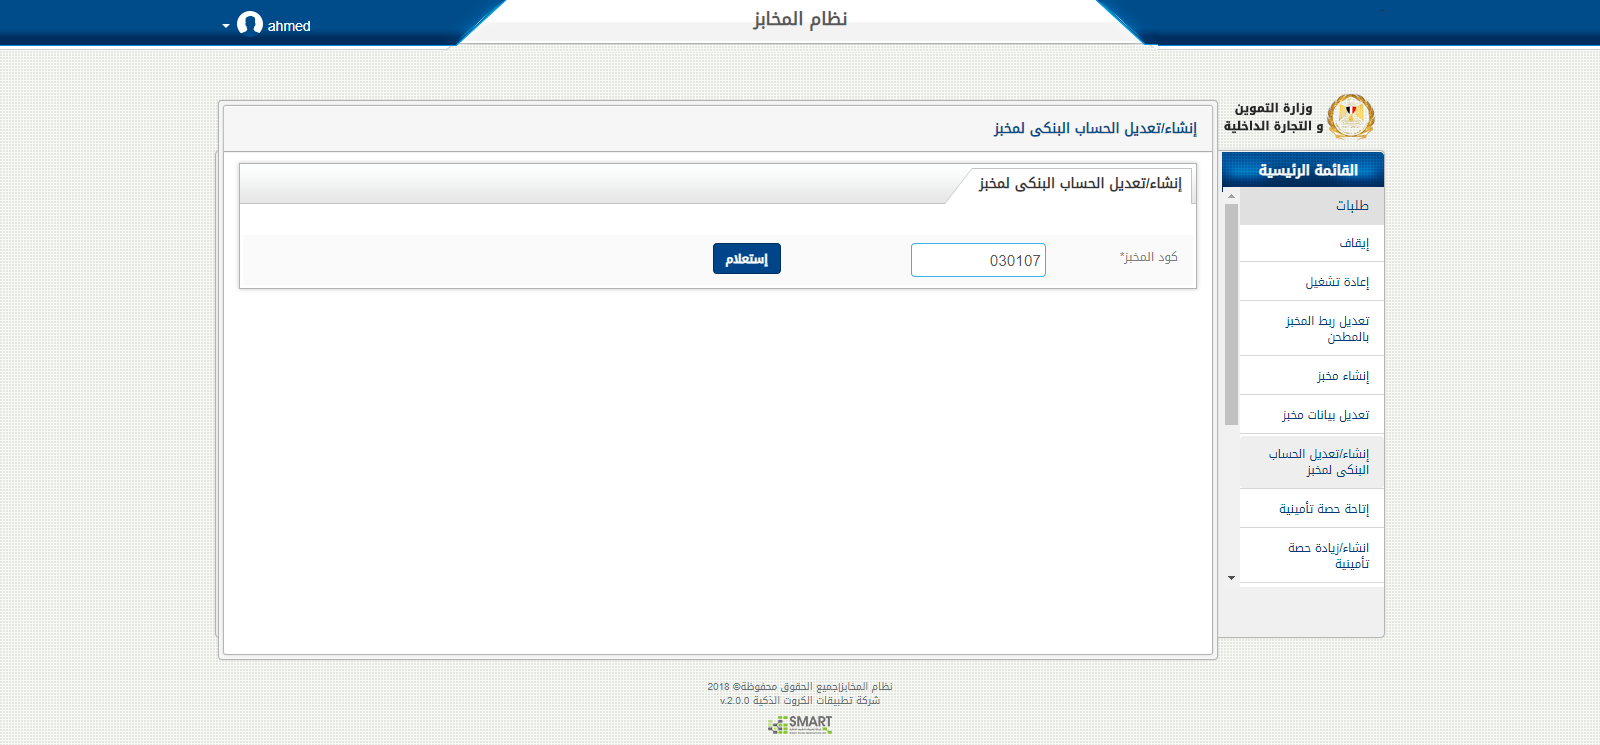 نظام المخابز
ahmed
وزارة التموين
و التجارة الداخلية
القائمة الرئيسية
طلبات
إيقاف
إعادة تشغيل
تعديل ربط المخبز
بالمطحن
إنشاء مخبز
تعديل بيانات مخبز
إنشاء/تعديل الحساب
البنكى لمخبز
إتاحة حصة تأمينية
انشاء/زيادة حصة
تأمينية
إنشاء/تعديل الحساب البنكى لمخبز
إنشاء/تعديل الحساب البنكى لمخبز
كود المخبز*
030107
إستعلام
نظام المخابز|جميع الحقوق محفوظة© 2018
شركة تطبيقات الكروت الذكية v.2.0.0
SMART